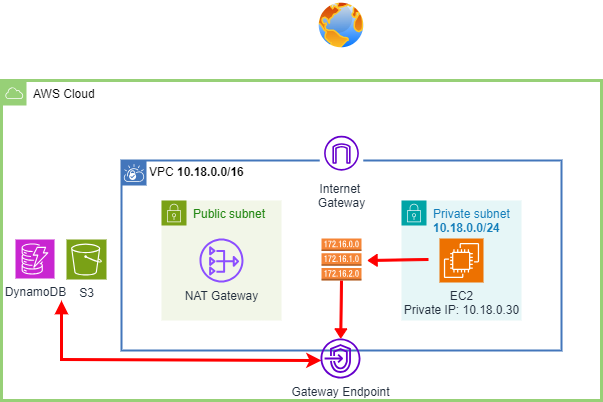 AWS Cloud
VPC 10.18.0.0/16
Internet
Gateway
Public subnet
NAT Gateway
172.16.0.0
172.16.1.0
172.16.2.0
Private subnet
10.18.0.0/24
EC2
Private IP: 10.18.0.30
DynamoDB
S3
Gateway Endpoint